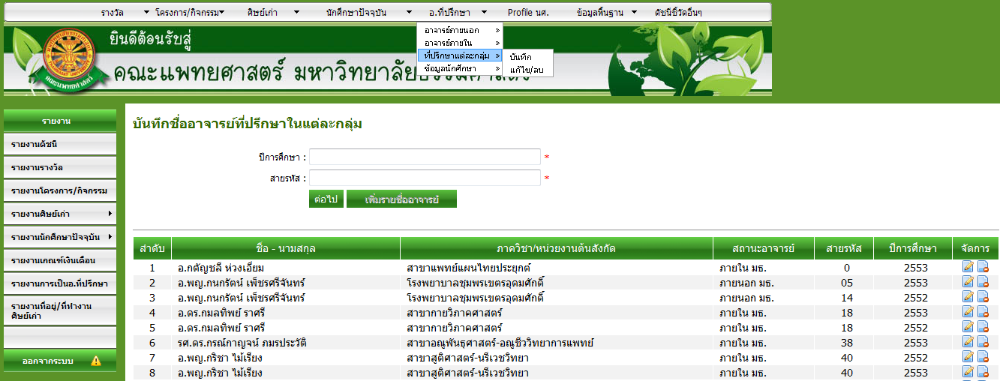 รางวัล โครงการ/กิจกรรม ศิษย์เก่า นักศึกษาปัจจุบัน อ.ที่ปรึกษา Profile นศ. ข้อมูลพื้นฐาน ดัชนีชี้วัดอื่นๆ
อาจารย์ภายนอก »
อาจารย์ภายใน »
ที่ปรึกษาแต่ละกลุ่ม »
ข้อมูลนักศึกษา »
บันทึก
แก้ไข/ลบ
ยินดีต้อนรับสู่
คณะแพทยศาสตร์ มหาวิทยาลัยธรรมศาสตร์
คณะแพทยศาสตร์
รายงาน
รายงานดัชนี
รายงานรางวัล
รายงานโครงการ/กิจกรรม
รายงานศิษย์เก่า
รายงานนักศึกษาปัจจุบัน
รายงานเกณฑ์เงินเดือน
รายงานการเป็นอ.ที่ปรึกษา
รายงานที่อยู่/ที่ทำงาน
ศิษย์เก่า
ออกจากระบบ
บันทึกชื่ออาจารย์ที่ปรึกษาในแต่ละกลุ่ม
ปีการศึกษา : *
สายรหัส : *
ต่อไป เพิ่มรายชื่ออาจารย์
ลำดับ ชื่อ - นามสกุล ภาควิชา/หน่วยงานต้นสังกัด สถานะอาจารย์ สายรหัส ปีการศึกษา จัดการ
1 อ.กตัญชลี ห่วงเอี่ยม สาขาแพทย์แผนไทยประยุกต์ ภายใน มธ. 0 2553
2 อ.พญ.กนกรัตน์ เพ็ชรศรีจันทร์ โรงพยาบาลชุมพรเขตรอุดมศักดิ์ ภายนอก มธ. 05 2553
3 อ.พญ.กนกรัตน์ เพ็ชรศรีจันทร์ โรงพยาบาลชุมพรเขตรอุดมศักดิ์ ภายนอก มธ. 14 2552
4 อ.ดร.กมลทิพย์ ราศรี สาขากายวิภาคศาสตร์ ภายใน มธ. 18 2553
5 อ.ดร.กมลทิพย์ ราศรี สาขากายวิภาคศาสตร์ ภายใน มธ. 18 2552
6 รศ.ดร.กรณ์กาญจน์ ภมรประวัติ สาขาอณูพันธุศาสตร์-อณูชีววิทยาการแพทย์ ภายใน มธ. 38 2553
7 อ.พญ.กริชา ไม้เรียง สาขาสูติศาสตร์-นรีเวชวิทยา ภายใน มธ. 40 2552
8 อ.พญ.กริชา ไม้เรียง สาขาสูติศาสตร์-นรีเวชวิทยา ภายใน มธ. 40 2553